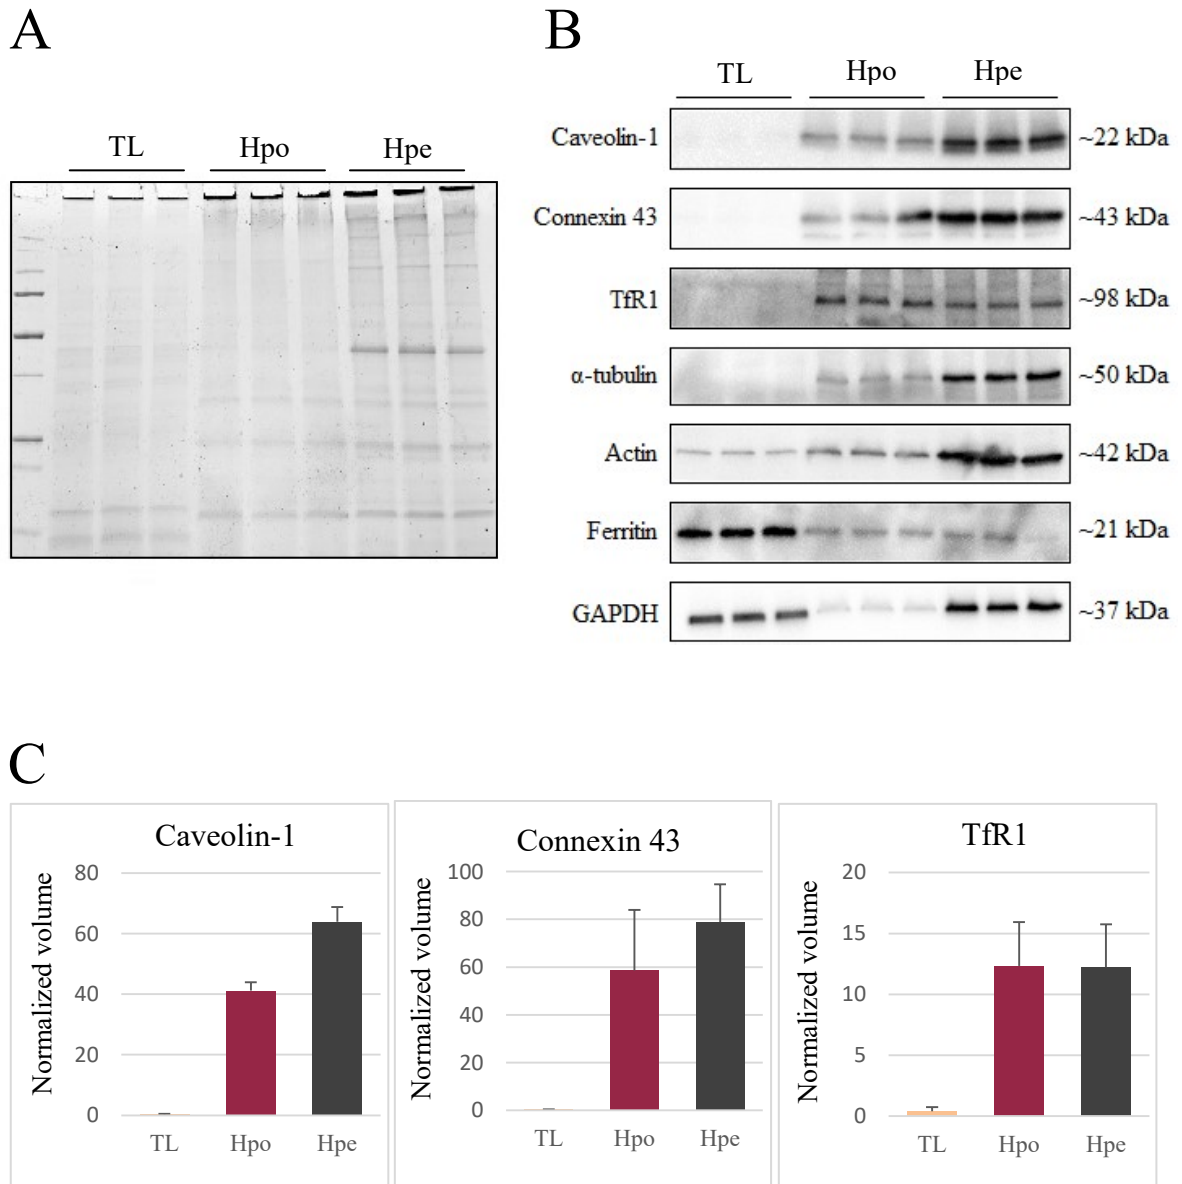 A
TL Hpo Hpe
B
TL Hpo Hpe
Caveolin-1 ~22 kDa
Connexin 43 ~43 kDa
TfR1 ~98 kDa
α-tubulin ~50 kDa
Actin ~42 kDa
Ferritin ~21 kDa
GAPDH ~37 kDa
C
Caveolin-1
Normalized volume
80
60
40
20
0
TL Hpo Hpe
Connexin 43
Normalized volume
100
80
60
40
20
0
TL Hpo Hpe
TfR1
Normalized volume
20
15
10
5
0
TL Hpo Hpe